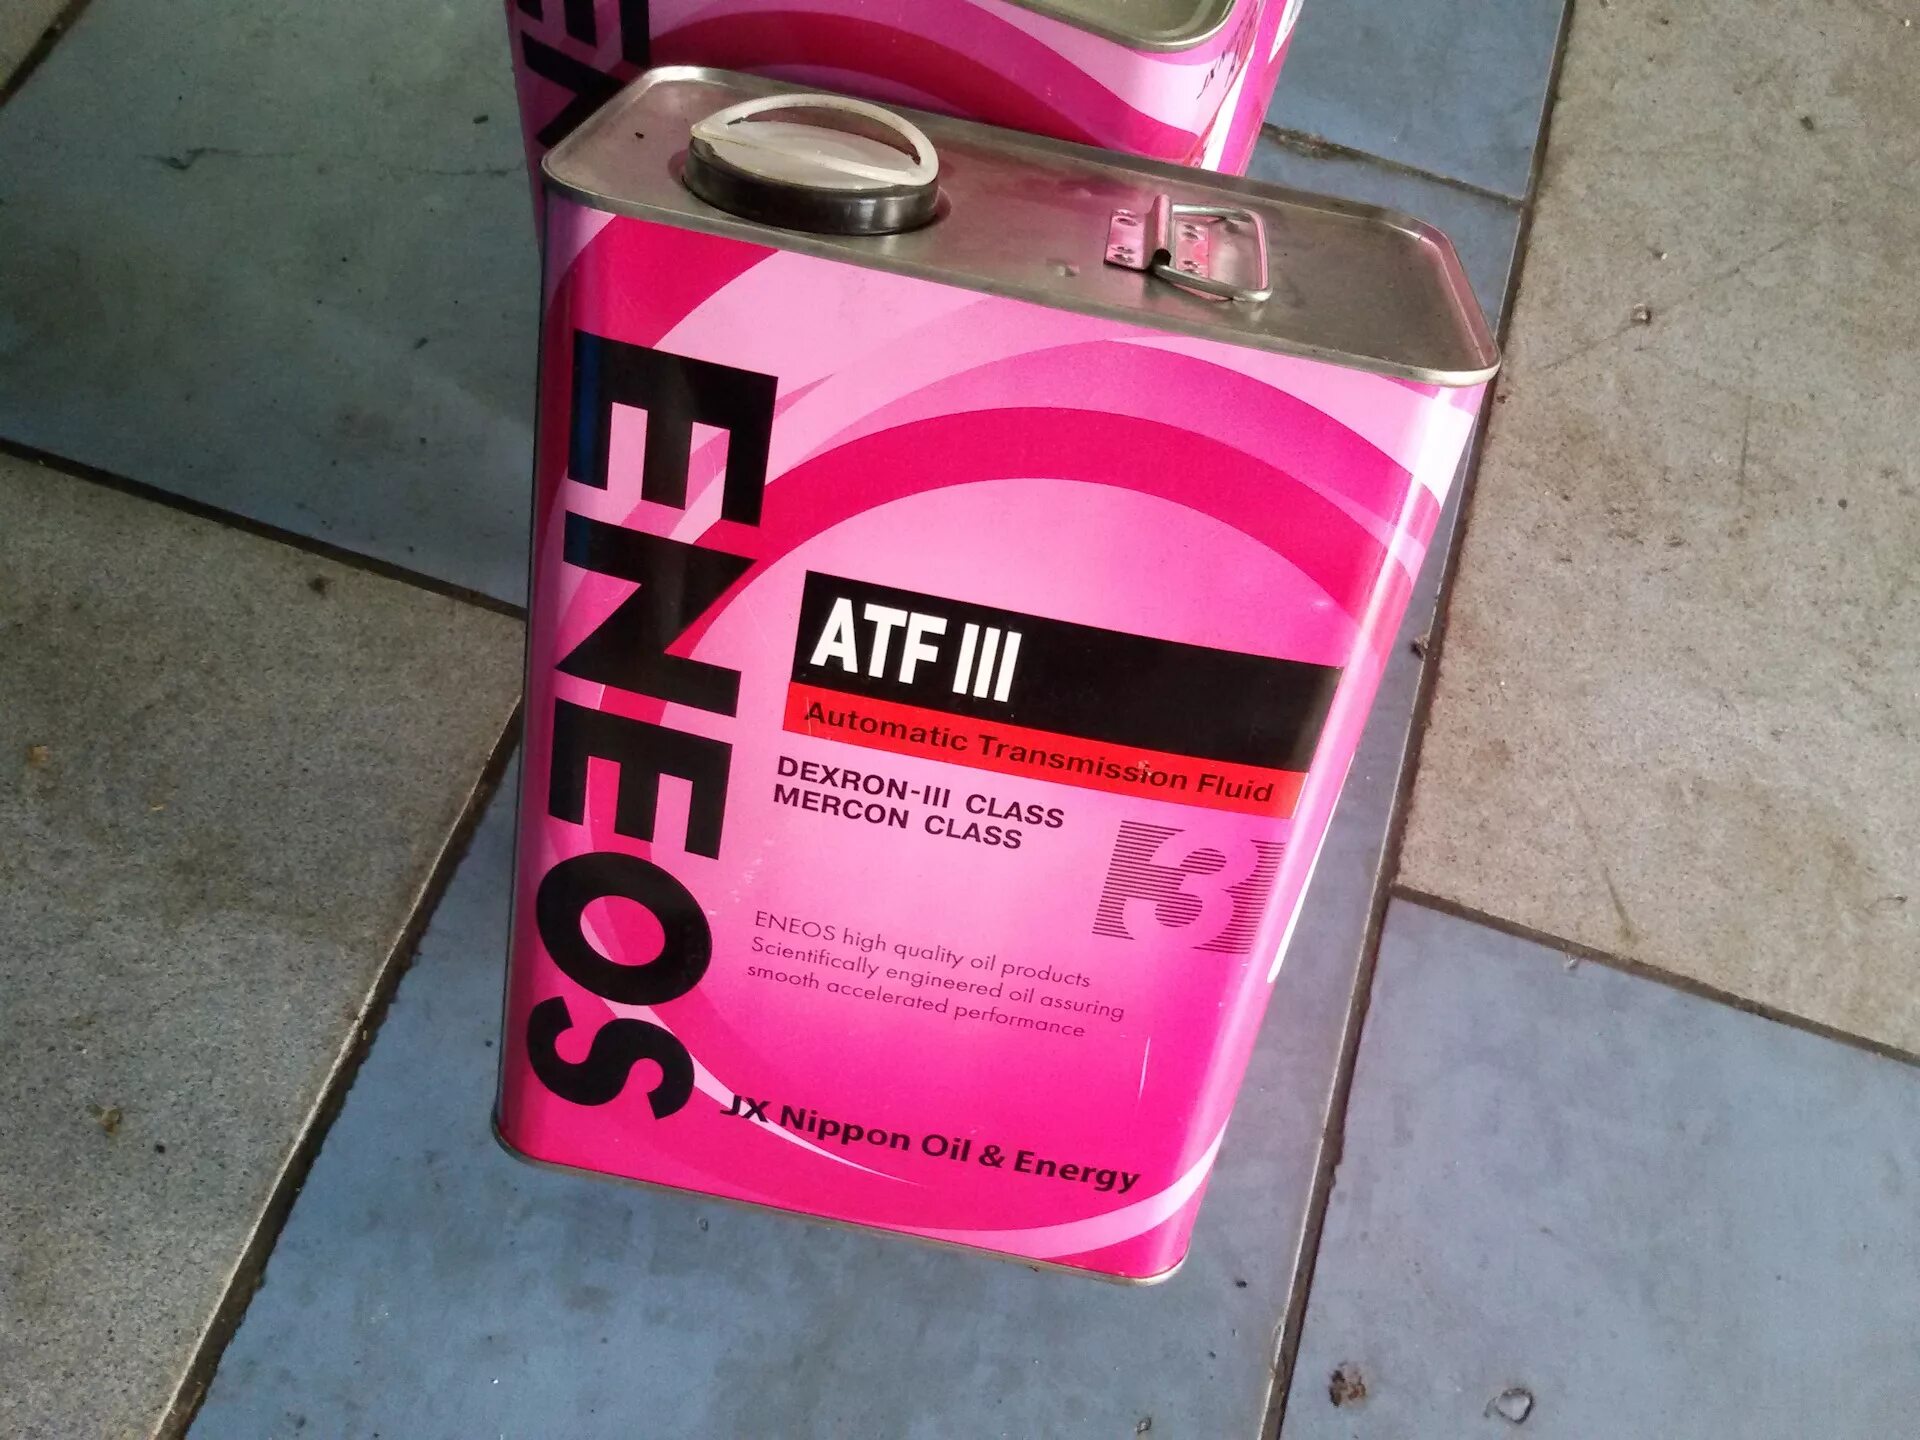 ENEOS
ATF III
Automatic Transmission Fluid
DEXRON-III CLASS
MERCON CLASS
3
ENEOS high quality oil products
Scientifically engineered oil assuring
smooth accelerated performance
JX Nippon Oil & Energy